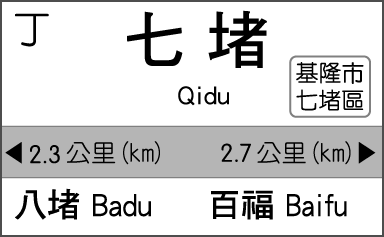 丁
七堵
Qidu
基隆市
七堵區
◀2.3公里(km)
2.7公里(km)▶
八堵 Badu
百福 Baifu